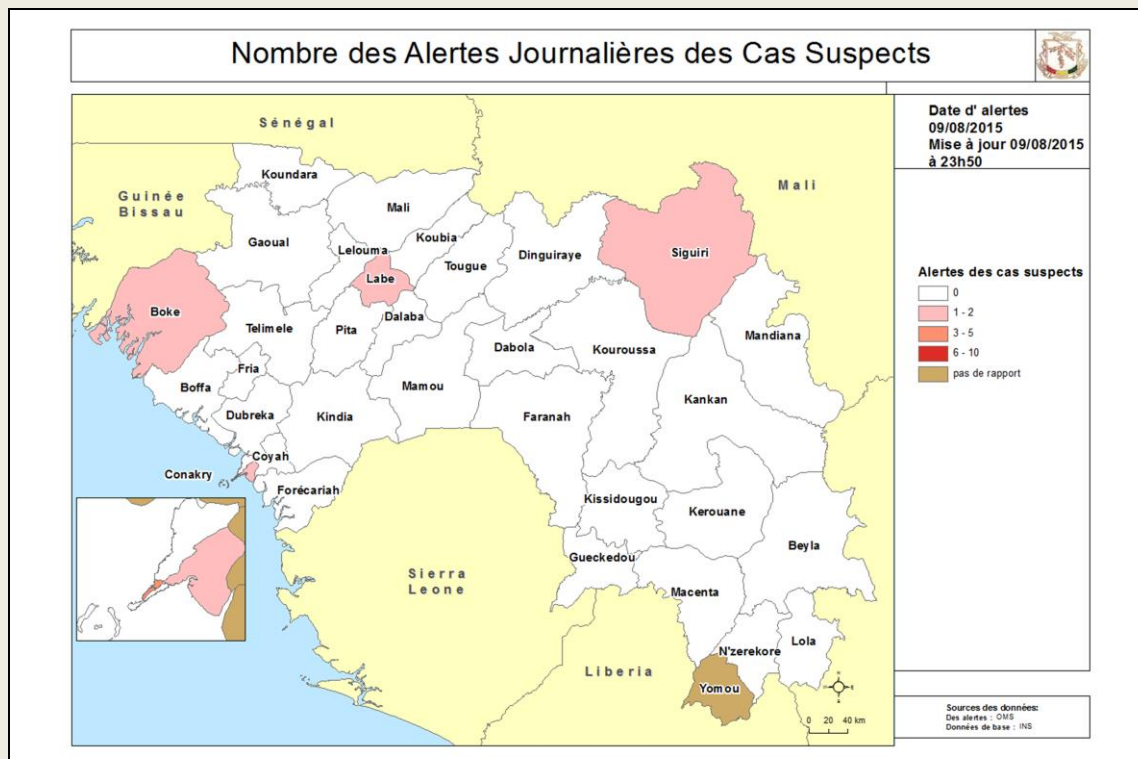 Nombre des Alertes Journalières des Cas Suspects
Date d' alertes
09/08/2015
Mise à jour 09/08/2015
à 23h50
Sénégal
Mali
Guinée
Bissau
Koundara
Mali
Gaoual
Koubia
Lelouma
Labe
Tougue
Dinguiraye
Siguiri
Boke
Telimele
Pita
Dalaba
Dabola
Kouroussa
Mandiana
Fria
Boffa
Mamou
Kankan
Dubreka
Kindia
Faranah
Coyah
Conakry
Forécariah
Kissidougou
Kerouane
Beyla
Gueckedou
Sierra
Leone
Macenta
N'zerekore
Lola
Liberia
Yomou
0 20 40 km
Alertes des cas suspects
0
1 - 2
3 - 5
6 - 10
pas de rapport
Sources des données:
Des alertes : OMS
Données de base : INS